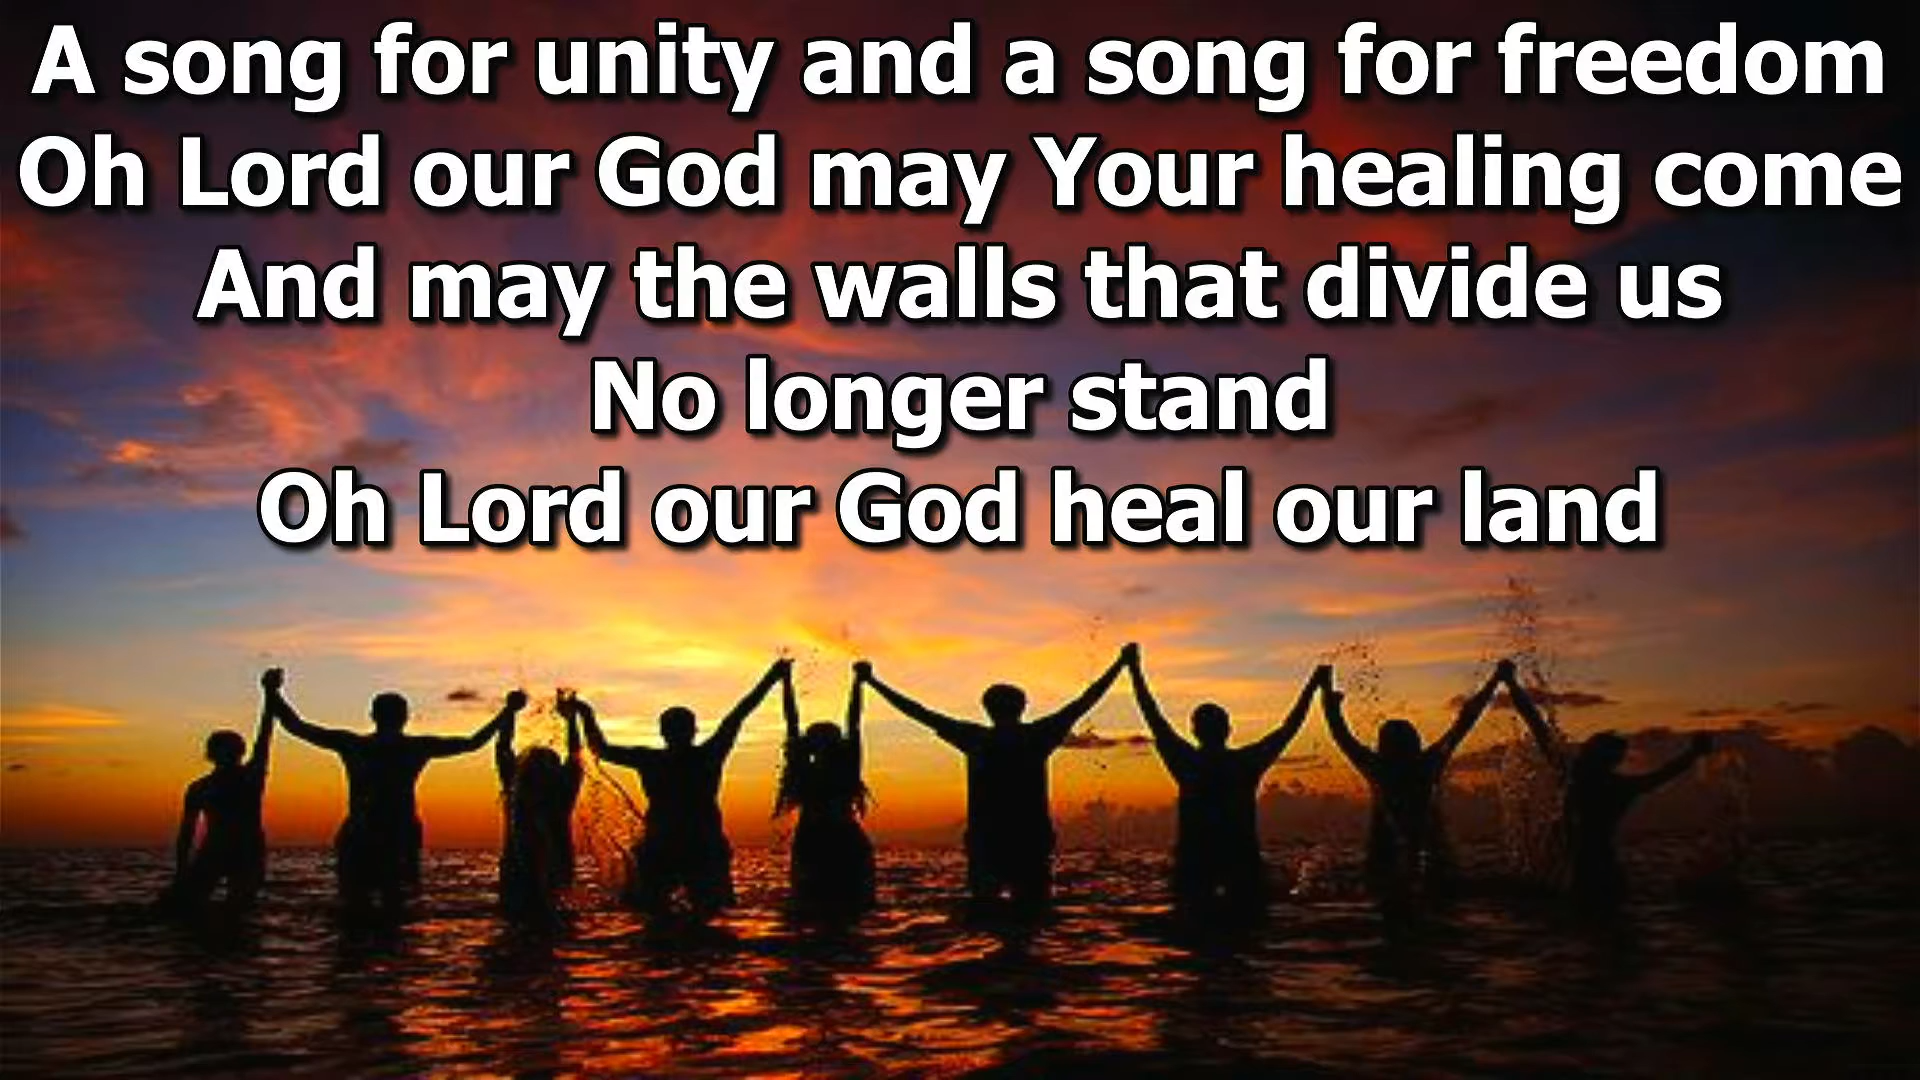 A song for unity and a song for freedom
Oh Lord our God may Your healing come
And may the walls that divide us
No longer stand
Oh Lord our God heal our land